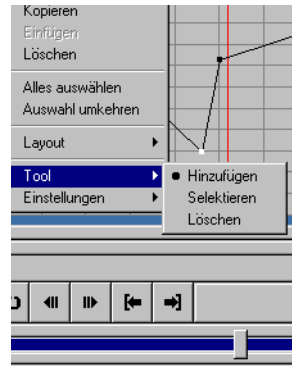 Kopieren
Einfügen
Löschen
Alles auswählen
Auswahl umkehren
Layout
Tool
Einstellungen
Hinzufügen
Selektieren
Löschen